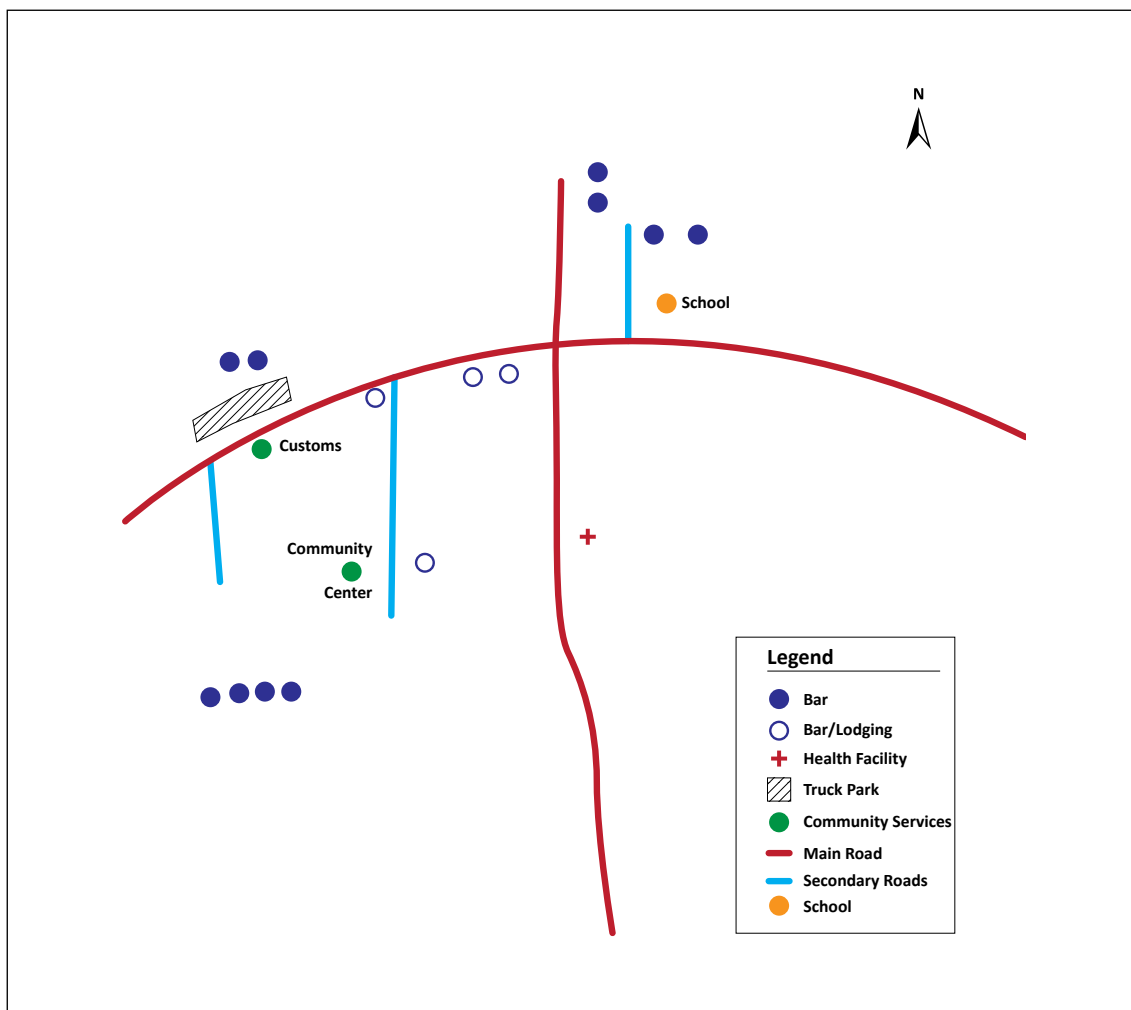 N
School
Customs
Community
Center
Legend
Bar
Bar/Lodging
Health Facility
Truck Park
Community Services
Main Road
Secondary Roads
School